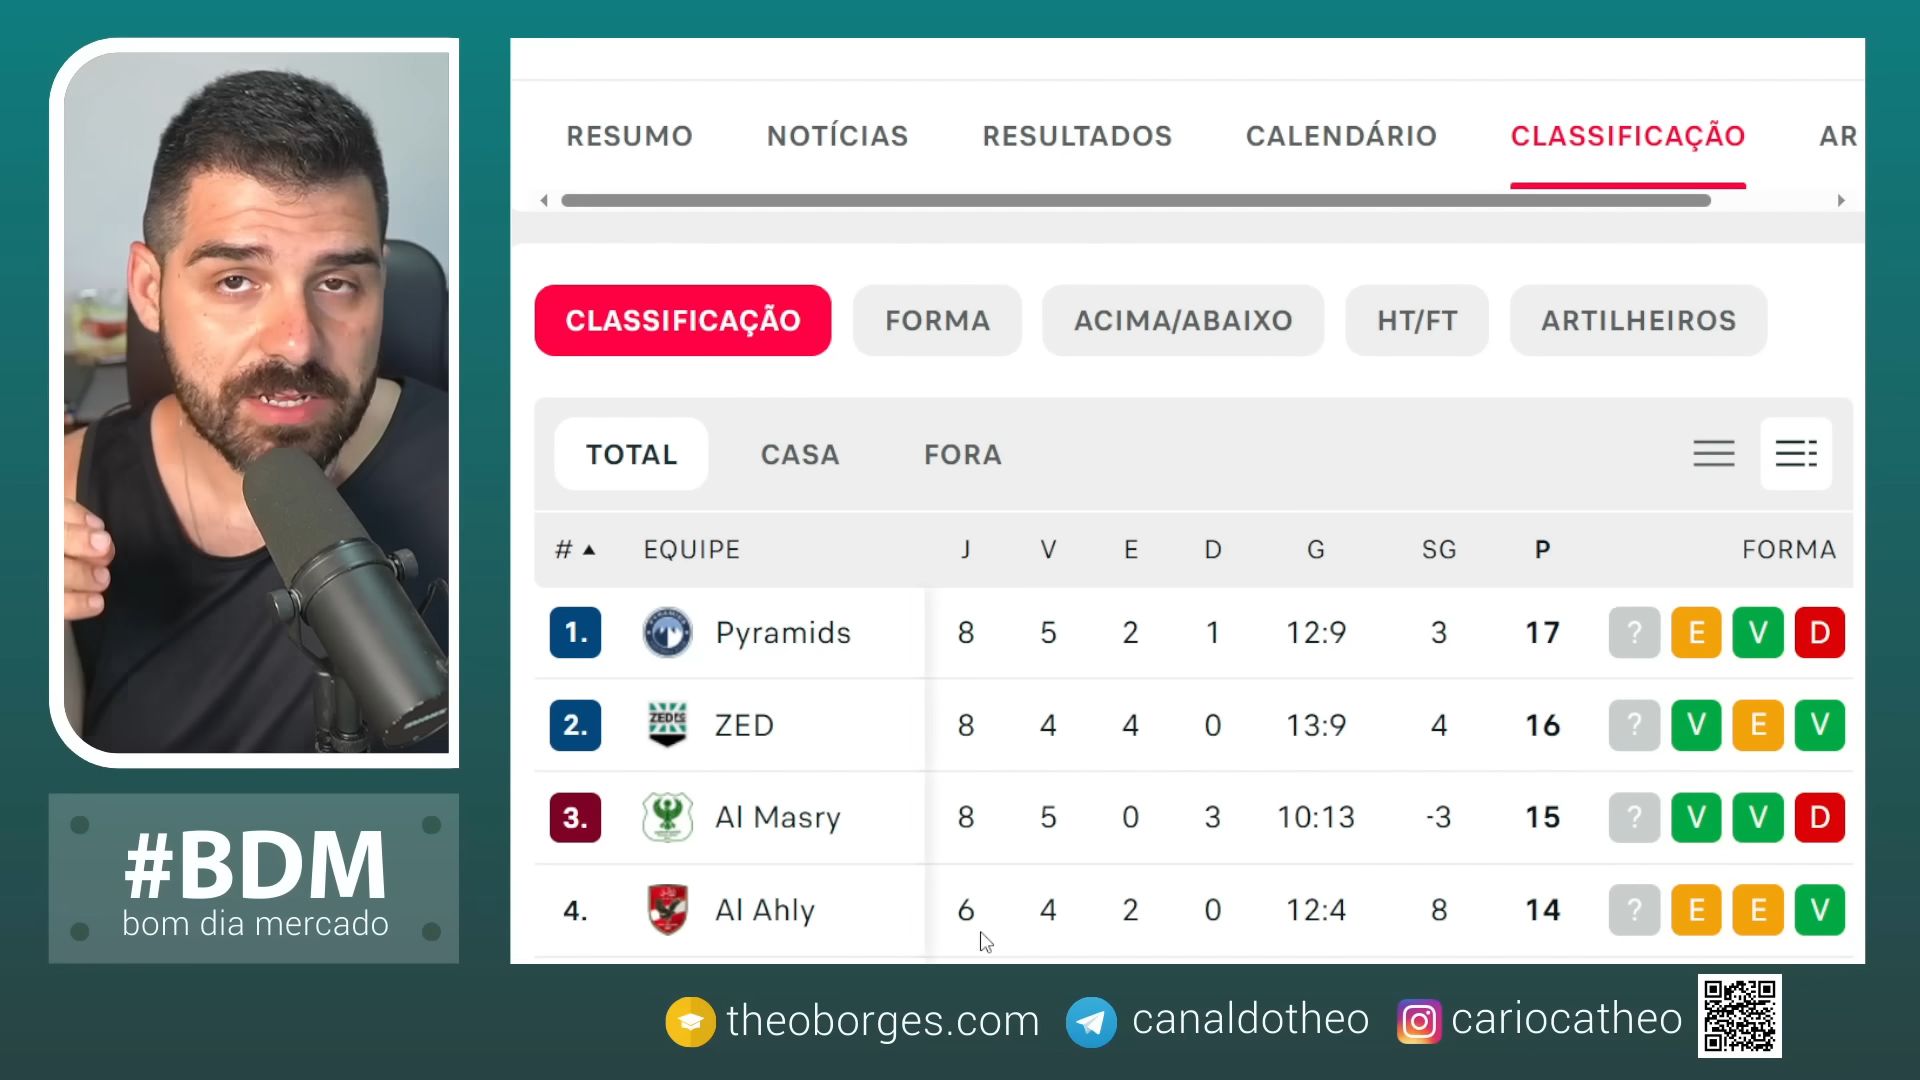 RESUMO NOTÍCIAS RESULTADOS CALENDÁRIO CLASSIFICAÇÃO AR
CLASSIFICAÇÃO FORMA ACIMA/ABAIXO HT/FT ARTILHEIROS
TOTAL CASA FORA
# EQUIPE J V E D G SG P FORMA
1. Pyramids 8 5 2 1 12:9 3 17 ? E V D
2. ZED 8 4 4 0 13:9 4 16 ? V E V
3. Al Masry 8 5 0 3 10:13 -3 15 ? V V D
4. Al Ahly 6 4 2 0 12:4 8 14 ? E E V
#BDM
bom dia mercado
theoborges.com canaldotheo cariocatheo